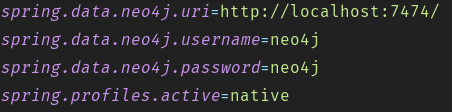 spring.data.neo4j.uri=http://localhost:7474/
spring.data.neo4j.username=neo4j
spring.data.neo4j.password=neo4j
spring.profiles.active=native